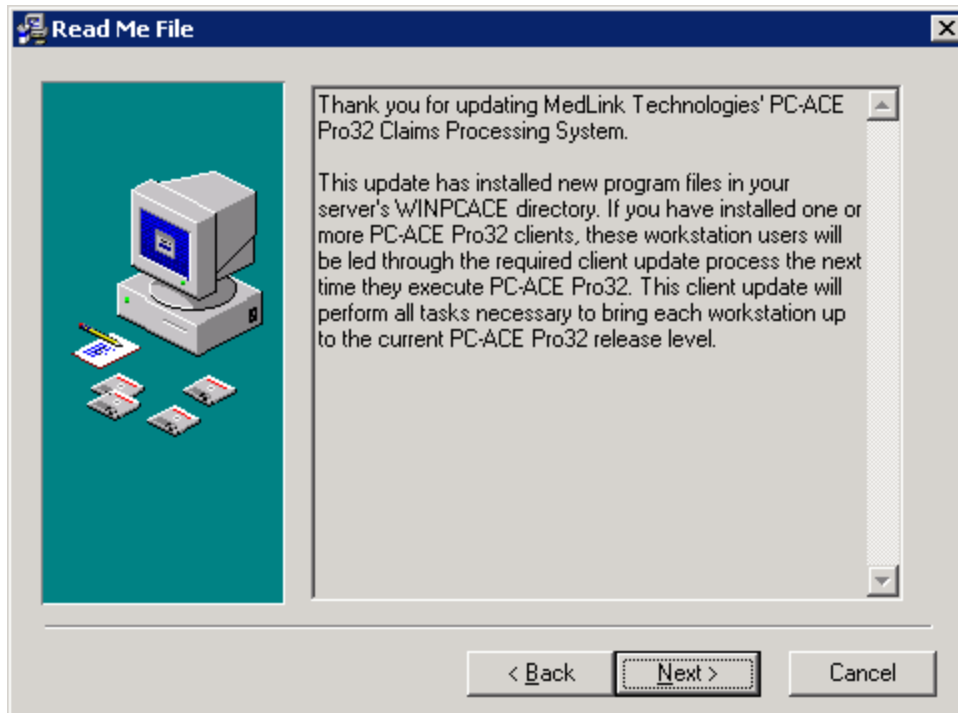 Read Me File
Thank you for updating MedLink Technologies' PC-ACE
Pro32 Claims Processing System.
This update has installed new program files in your
server's WINPCACE directory. If you have installed one or
more PC-ACE Pro32 clients, these workstation users will
be led through the required client update process the next
time they execute PC-ACE Pro32. This client update will
perform all tasks necessary to bring each workstation up
to the current PC-ACE Pro32 release level.
< Back
Next >
Cancel